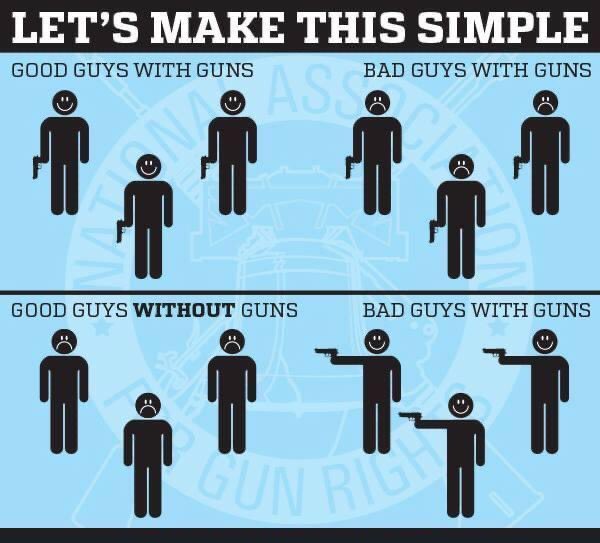 LET'S MAKE THIS SIMPLE
GOOD GUYS WITH GUNS
BAD GUYS WITH GUNS
GOOD GUYS WITHOUT GUNS
BAD GUYS WITH GUNS
NATIONAL ASSOCIATION
FOR GUN RIGHTS